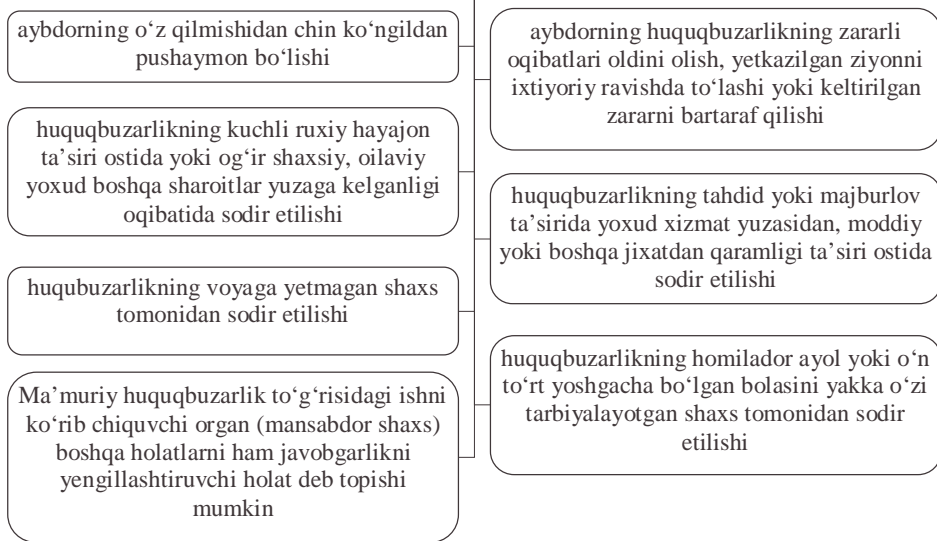 aybdorning o‘z qilmishidan chin ko‘ngildan
pushaymon bo‘lishi
aybdorning huquqbuzarlikning zararli
oqibatlari oldini olish, yetkazilgan ziyonni
ixtiyoriy ravishda to‘lashi yoki keltirilgan
zararni bartaraf qilishi
huquqbuzarlikning kuchli ruxiy hayajon
ta’siri ostida yoki og‘ir shaxsiy, oilaviy
yoxud boshqa sharoitlar yuzaga kelganligi
oqibatida sodir etilishi
huquqbuzarlikning tahdid yoki majburlov
ta’sirida yoxud xizmat yuzasidan, moddiy
yoki boshqa jixatdan qaramligi ta’siri ostida
sodir etilishi
huqubuzarlikning voyaga yetmagan shaxs
tomonidan sodir etilishi
huquqbuzarlikning homilador ayol yoki o‘n
to‘rt yoshgacha bo‘lgan bolasini yakka o‘zi
tarbiyalayotgan shaxs tomonidan sodir
etilishi
Ma’muriy huquqbuzarlik to‘g‘risidagi ishni
ko‘rib chiquvchi organ (mansabdor shaxs)
boshqa holatlarni ham javobgarlikni
yengillashtiruvchi holat deb topishi
mumkin